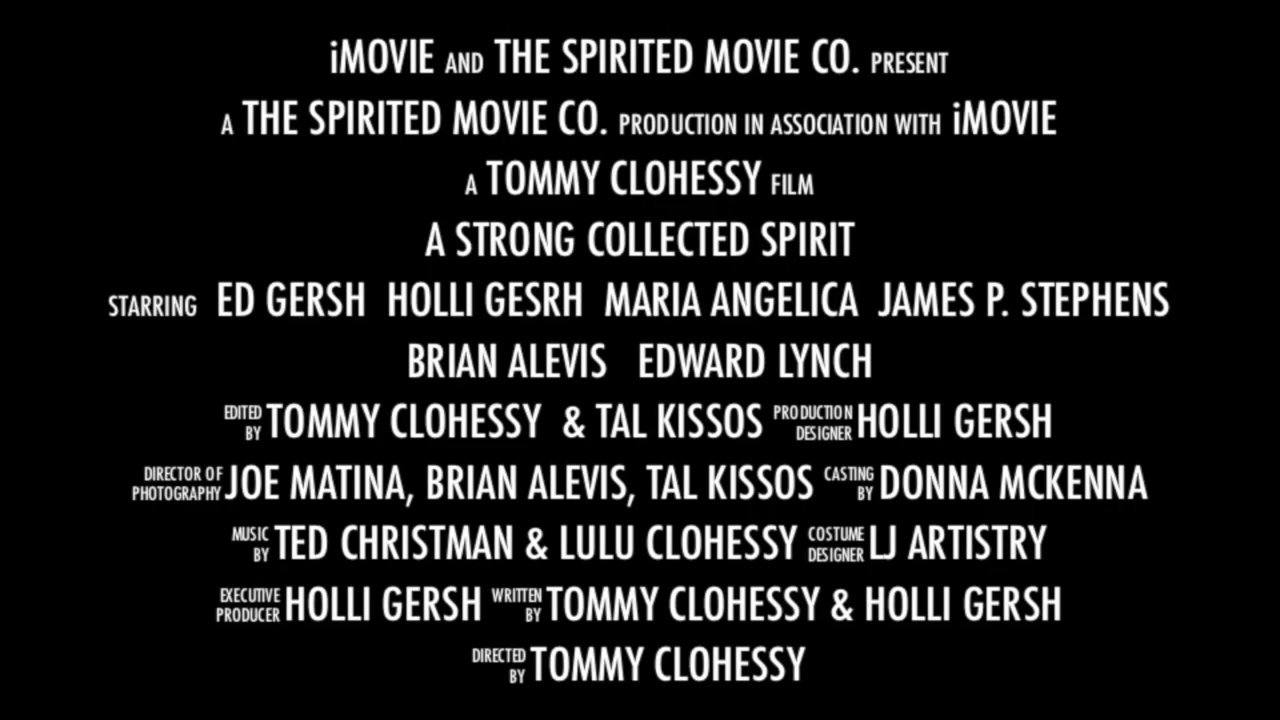 iMOVIE AND THE SPIRITED MOVIE CO. PRESENT
A THE SPIRITED MOVIE CO. PRODUCTION IN ASSOCIATION WITH iMOVIE
A TOMMY CLOHESSY FILM
A STRONG COLLECTED SPIRIT
STARRING ED GERSH HOLLI GESRH MARIA ANGELICA JAMES P. STEPHENS
BRIAN ALEVIS EDWARD LYNCH
EDITED BY TOMMY CLOHESSY & TAL KISSOS PRODUCTION DESIGNER HOLLI GERSH
DIRECTOR OF PHOTOGRAPHY JOE MATINA, BRIAN ALEVIS, TAL KISSOS CASTING BY DONNA MCKENNA
MUSIC BY TED CHRISTMAN & LULU CLOHESSY COSTUME DESIGNER LJ ARTISTRY
EXECUTIVE PRODUCER HOLLI GERSH WRITTEN BY TOMMY CLOHESSY & HOLLI GERSH
DIRECTED BY TOMMY CLOHESSY